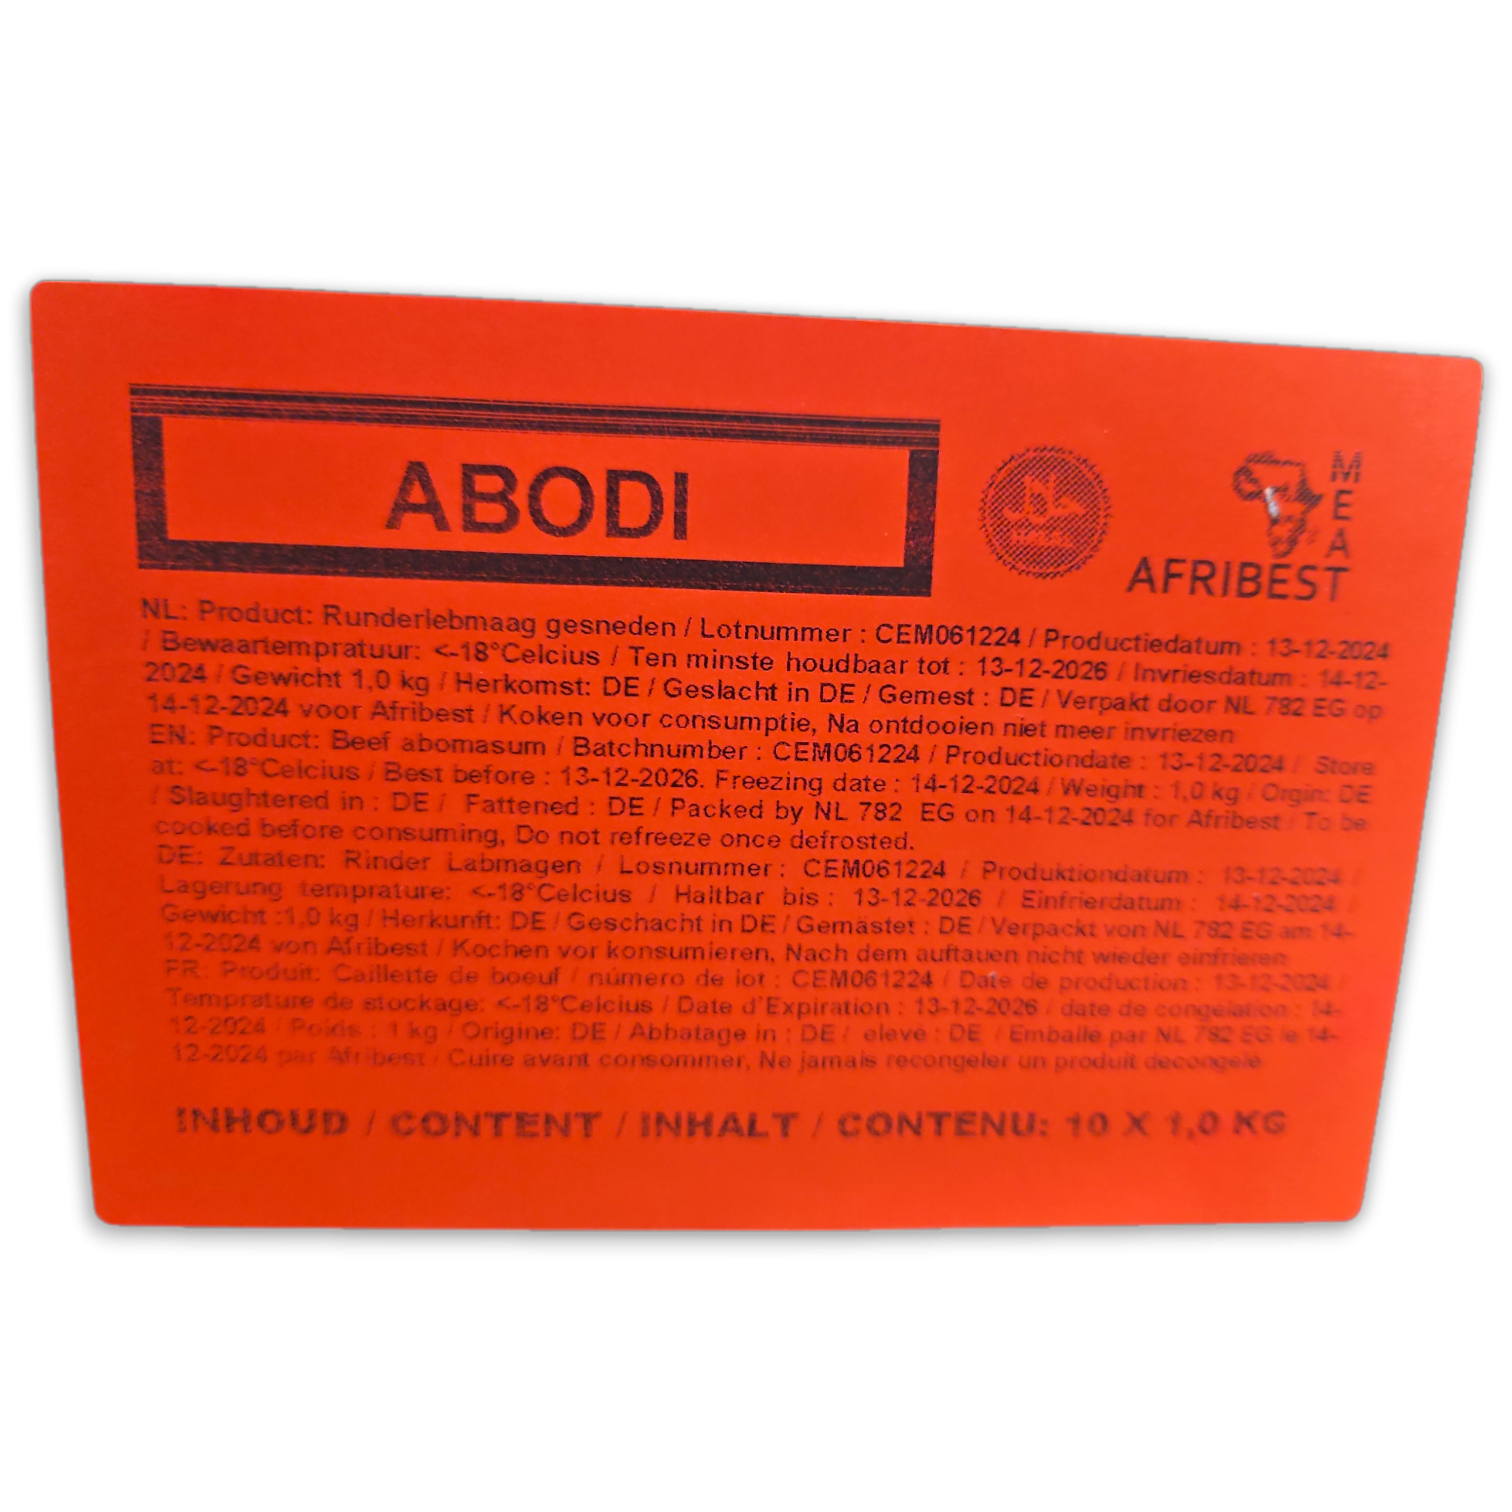 ABODI
MEAT
AFRIBEST
NL: Product: Runderlebmaag gesneden / Lotnummer : CEM061224 / Productiedatum : 13-12-2024
/ Bewaartempratuur: <-18°Celcius / Ten minste houdbaar tot : 13-12-2026 / Invriesdatum : 14-12-
2024 / Gewicht 1,0 kg / Herkomst: DE / Geslacht in DE / Gemest : DE / Verpakt door NL 782 EG op
14-12-2024 voor Afribest / Koken voor consumptie, Na ontdooien niet meer invriezen
EN: Product: Beef abomasum / Batchnumber : CEM061224 / Productiondate : 13-12-2024 / Store
at: <-18°Celcius / Best before : 13-12-2026. Freezing date : 14-12-2024 / Weight : 1,0 kg / Orgin: DE
/ Slaughtered in : DE / Fattened : DE / Packed by NL 782 EG on 14-12-2024 for Afribest / To be
cooked before consuming, Do not refreeze once defrosted.
DE: Zutaten: Rinder Labmagen / Losnummer : CEM061224 / Produktiondatum : 13-12-2024 /
Lagerung temprature: <-18°Celcius / Haltbar bis : 13-12-2026 / Einfrierdatum : 14-12-2024 /
Gewicht :1,0 kg / Herkunft: DE / Geschacht in DE / Gemästet : DE / Verpackt von NL 782 EG am 14-
12-2024 von Afribest / Kochen vor konsumieren, Nach dem auftauen nicht wieder einfrieren
FR: Produit: Caillette de boeuf / número de lot : CEM061224 / Date de production : 13-12-2024 /
Temprature de stockage: <-18°Celcius / Date d'Expiration : 13-12-2026 / date de congelation : 14-
12-2024 / Poids : 1 kg / Origine: DE / Abbatage in : DE / eleve : DE / Emballe par NL 782 EG le 14-
12-2024 par Afribest / Cuire avant consommer, Ne jamais recongeler un produit decongele
INHOUD / CONTENT / INHALT / CONTENU: 10 X 1,0 KG